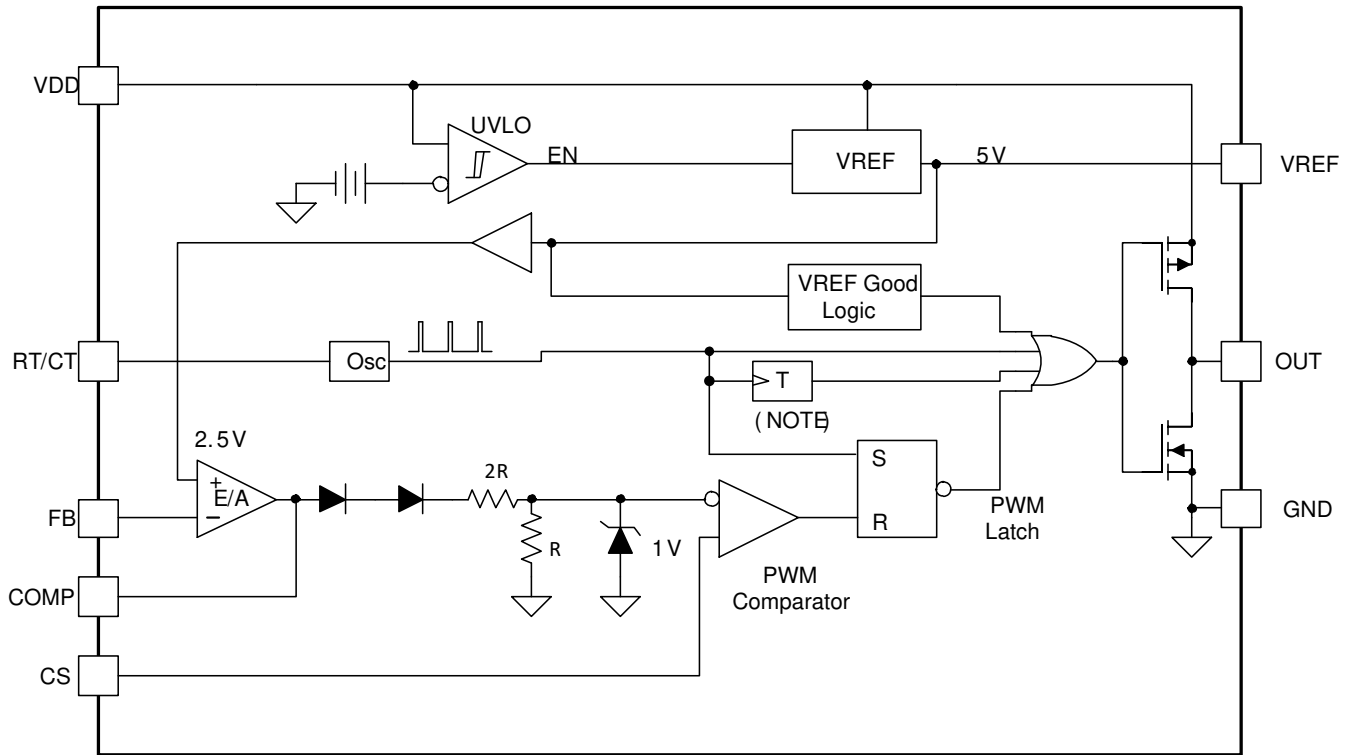 VDD
UVLO
EN
VREF
5V
VREF
VREF Good
Logic
RT/CT
Osc
T
OUT
(NOTE)
2.5V
S
+
E/A
−
2R
FB
R
PWM
Latch
GND
R
1V
COMP
PWM
Comparator
CS